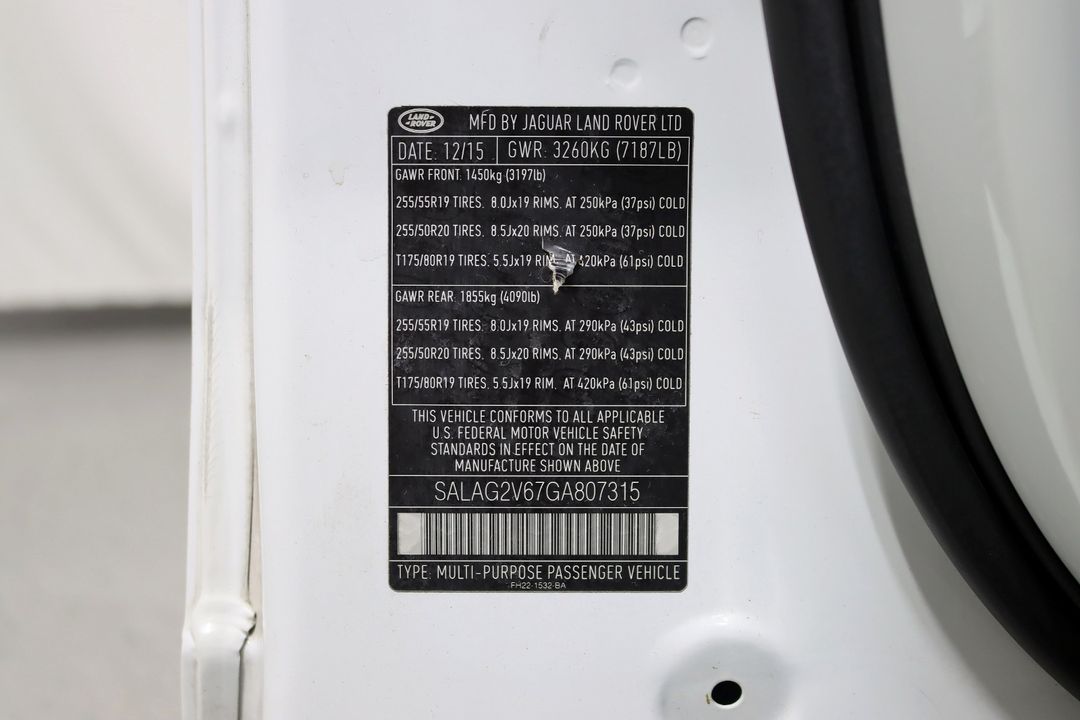 LAND ROVER
MFD BY JAGUAR LAND ROVER LTD
DATE: 12/15 GWR: 3260KG (7187LB)
GAWR FRONT. 1450kg (3197lb)
255/55R19 TIRES. 8.0Jx19 RIMS. AT 250kPa (37psi) COLD
255/50R20 TIRES. 8.5Jx20 RIMS. AT 250kPa (37psi) COLD
T175/80R19 TIRES. 5.5Jx19 RIM. AT 420kPa (61psi) COLD
GAWR REAR. 1855kg (4090lb)
255/55R19 TIRES. 8.0Jx19 RIMS. AT 290kPa (43psi) COLD
255/50R20 TIRES. 8.5Jx20 RIMS. AT 290kPa (43psi) COLD
T175/80R19 TIRES. 5.5Jx19 RIM. AT 420kPa (61psi) COLD
THIS VEHICLE CONFORMS TO ALL APPLICABLE
U.S. FEDERAL MOTOR VEHICLE SAFETY
STANDARDS IN EFFECT ON THE DATE OF
MANUFACTURE SHOWN ABOVE
SALAG2V67GA807315
TYPE: MULTI-PURPOSE PASSENGER VEHICLE
FH22-1532-BA